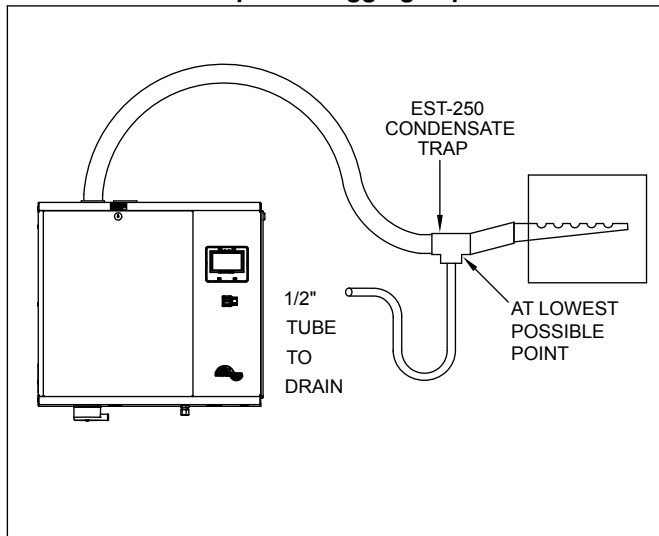 EST-250
CONDENSATE
TRAP
1/2"
TUBE
TO
DRAIN
AT LOWEST
POSSIBLE
POINT